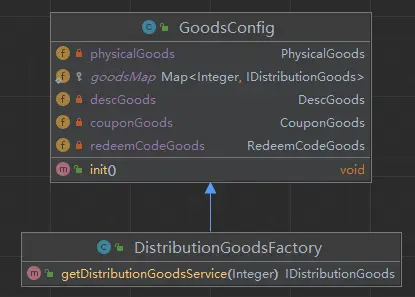 GoodsConfig
physicalGoods PhysicalGoods
goodsMap Map<Integer, IDistributionGoods>
descGoods DescGoods
couponGoods CouponGoods
redeemCodeGoods RedeemCodeGoods
init() void
DistributionGoodsFactory
getDistributionGoodsService(Integer) IDistributionGoods